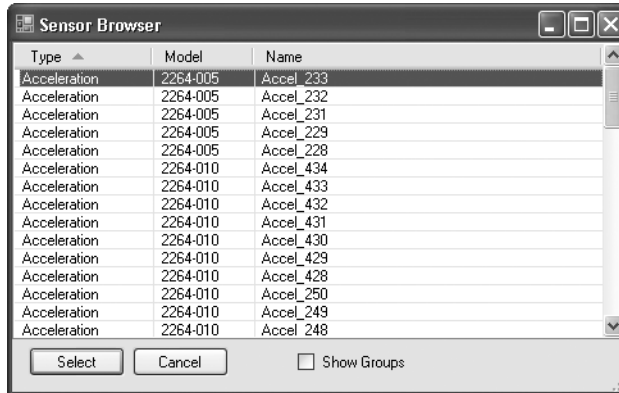 Sensor Browser
Type Model Name
Acceleration 2264-005 Accel_233
Acceleration 2264-005 Accel_232
Acceleration 2264-005 Accel_231
Acceleration 2264-005 Accel_229
Acceleration 2264-005 Accel_228
Acceleration 2264-010 Accel_434
Acceleration 2264-010 Accel_433
Acceleration 2264-010 Accel_432
Acceleration 2264-010 Accel_431
Acceleration 2264-010 Accel_430
Acceleration 2264-010 Accel_429
Acceleration 2264-010 Accel_428
Acceleration 2264-010 Accel_250
Acceleration 2264-010 Accel_249
Acceleration 2264-010 Accel_248
Select Cancel Show Groups